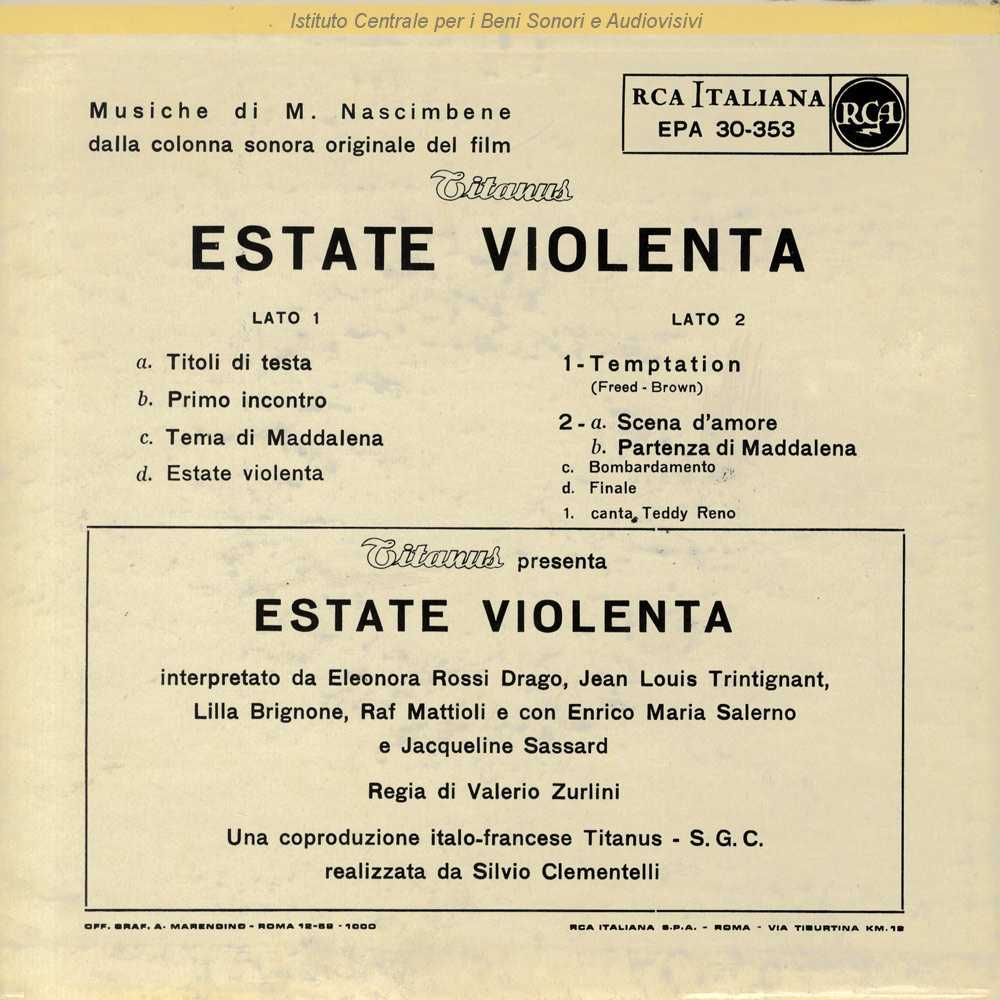 Istituto Centrale per i Beni Sonori e Audiovisivi
Musiche di M. Nascimbene
dalla colonna sonora originale del film
RCA ITALIANA
EPA 30-353
RCA
Titanus
ESTATE VIOLENTA
LATO 1
a. Titoli di testa
b. Primo incontro
c. Tema di Maddalena
d. Estate violenta
LATO 2
1 - Temptation
(Freed - Brown)
2 - a. Scena d'amore
b. Partenza di Maddalena
c. Bombardamento
d. Finale
1. canta Teddy Reno
Titanus presenta
ESTATE VIOLENTA
interpretato da Eleonora Rossi Drago, Jean Louis Trintignant,
Lilla Brignone, Raf Mattioli e con Enrico Maria Salerno
e Jacqueline Sassard
Regia di Valerio Zurlini
Una coproduzione italo-francese Titanus - S. G. C.
realizzata da Silvio Clementelli
OFF. GRAF. A. MARENDINO - ROMA 12-59 - 1000
RCA ITALIANA S.P.A. - ROMA - VIA TIBURTINA KM. 12